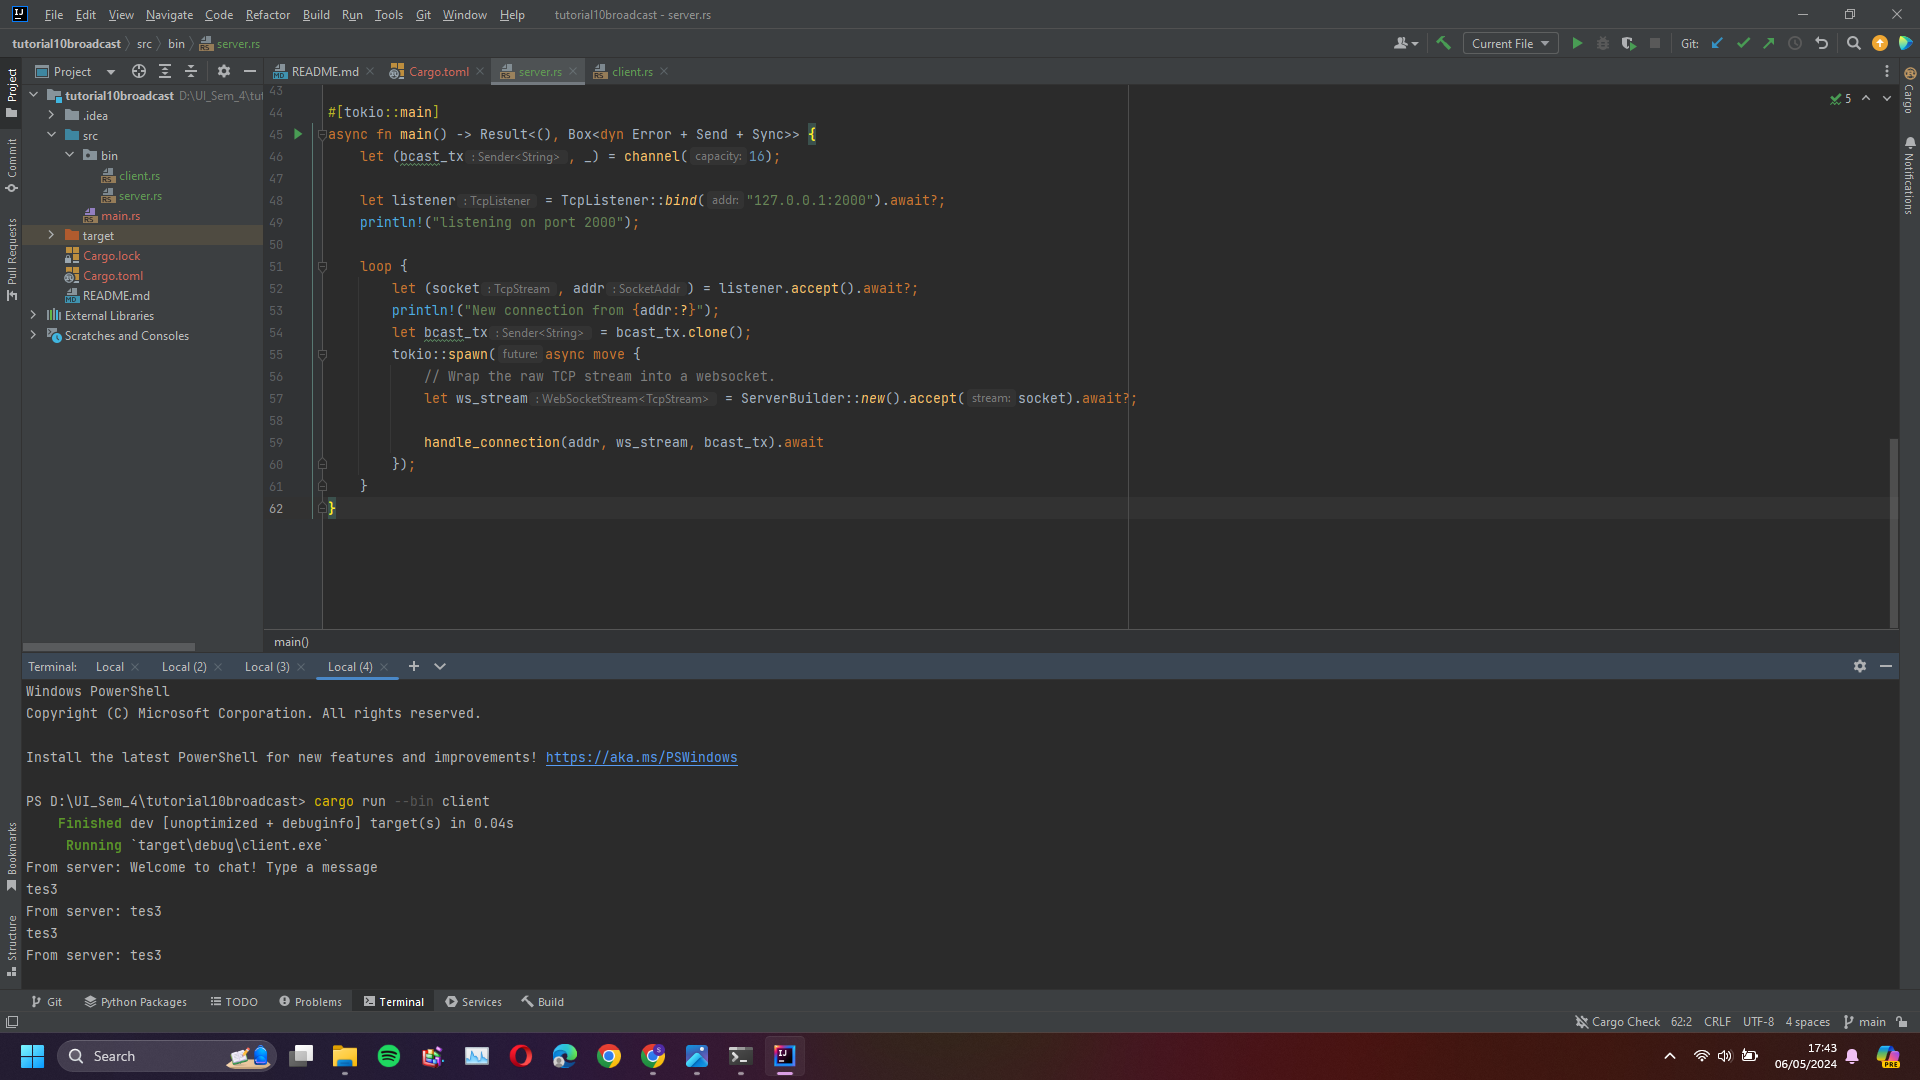 File Edit View Navigate Code Refactor Build Run Tools Git Window Help tutorial10broadcast - server.rs
tutorial10broadcast src bin server.rs
Current File Git:
Project
README.md Cargo.toml server.rs client.rs
tutorial10broadcast D:\UI_Sem_4\tut
.idea
src
bin
client.rs
server.rs
main.rs
target
Cargo.lock
Cargo.toml
README.md
External Libraries
Scratches and Consoles
Project
Commit
Pull Requests
Bookmarks
Structure
Cargo
Notifications
5
43
44 #[tokio::main]
45 async fn main() -> Result<(), Box<dyn Error + Send + Sync>> {
46 let (bcast_tx : Sender<String> , _) = channel( capacity: 16);
47
48 let listener : TcpListener = TcpListener::bind( addr: "127.0.0.1:2000").await?;
49 println!("listening on port 2000");
50
51 loop {
52 let (socket : TcpStream , addr : SocketAddr ) = listener.accept().await?;
53 println!("New connection from {addr:?}");
54 let bcast_tx : Sender<String> = bcast_tx.clone();
55 tokio::spawn( future: async move {
56 // Wrap the raw TCP stream into a websocket.
57 let ws_stream : WebSocketStream<TcpStream> = ServerBuilder::new().accept( stream: socket).await?;
58
59 handle_connection(addr, ws_stream, bcast_tx).await
60 });
61 }
62 }
main()
Terminal: Local Local (2) Local (3) Local (4)
Windows PowerShell
Copyright (C) Microsoft Corporation. All rights reserved.
Install the latest PowerShell for new features and improvements! https://aka.ms/PSWindows
PS D:\UI_Sem_4\tutorial10broadcast> cargo run --bin client
Finished dev [unoptimized + debuginfo] target(s) in 0.04s
Running `target\debug\client.exe`
From server: Welcome to chat! Type a message
tes3
From server: tes3
tes3
From server: tes3
Git Python Packages TODO Problems Terminal Services Build
Cargo Check 62:2 CRLF UTF-8 4 spaces main
Search
17:43
06/05/2024
PRE